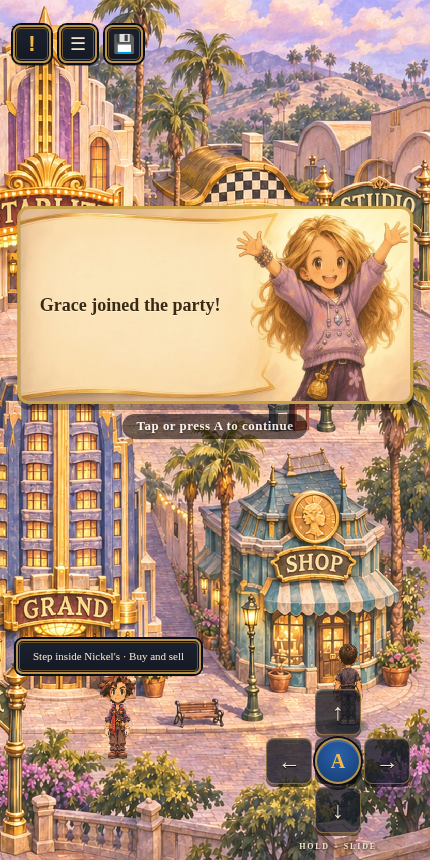 !
☰
STARLIT
STUDIO
Grace joined the party!
Tap or press A to continue
SHOP
GRAND
Step inside Nickel's · Buy and sell
↑
← A →
↓
HOLD + SLIDE